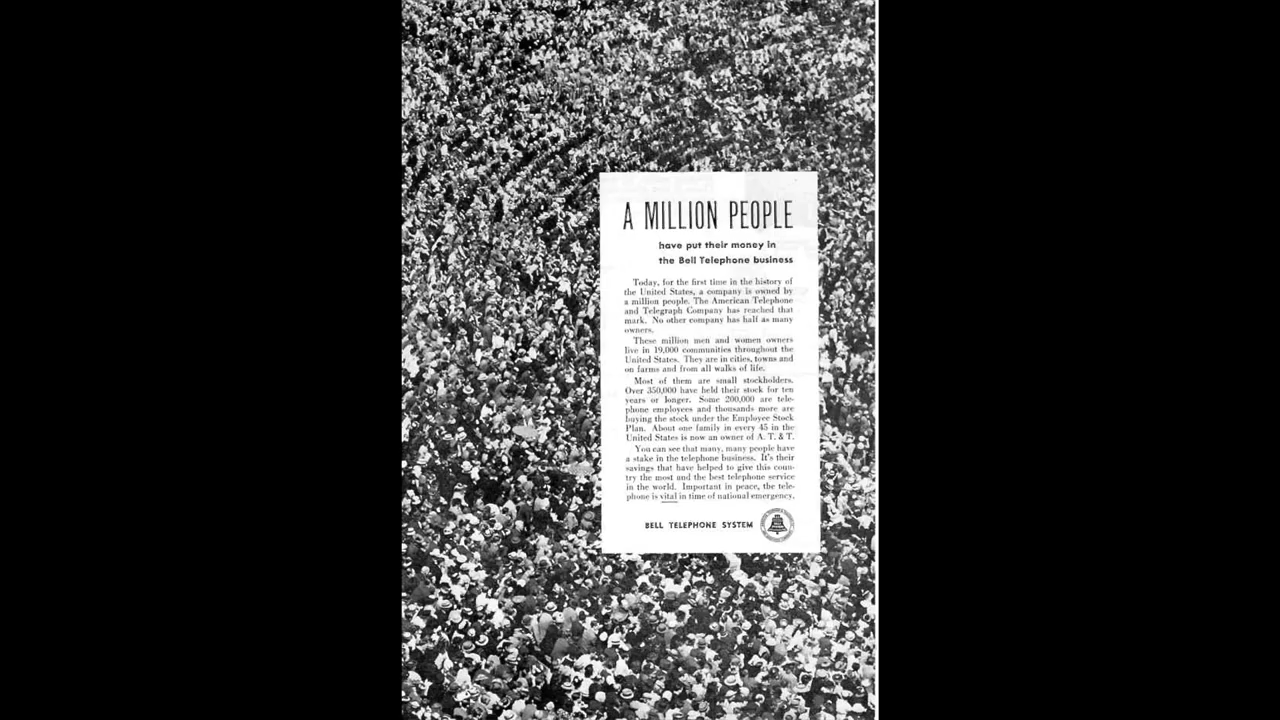 A MILLION PEOPLE
have put their money in
the Bell Telephone business
Today, for the first time in the history of
the United States, a company is owned by
a million people. The American Telephone
and Telegraph Company has reached that
mark. No other company has half as many
owners.
These million men and women owners
live in 19,000 communities throughout the
United States. They are in cities, towns and
on farms and from all walks of life.
Most of them are small stockholders.
Over 350,000 have held their stock for ten
years or longer. Some 200,000 are tele-
phone employees and thousands more are
buying the stock under the Employee Stock
Plan. About one family in every 45 in the
United States is now an owner of A. T. & T.
You can see that many, many people have
a stake in the telephone business. It's their
savings that have helped to give this coun-
try the most and the best telephone service
in the world. Important in peace, the tele-
phone is vital in time of national emergency.
BELL TELEPHONE SYSTEM